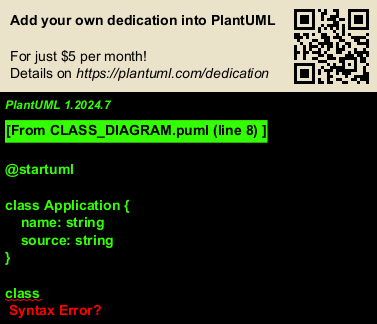 Add your own dedication into PlantUML
For just $5 per month!
Details on https://plantuml.com/dedication
PlantUML 1.2024.7
[From CLASS_DIAGRAM.puml (line 8) ]
@startuml
class Application {
name: string
source: string
}
class
Syntax Error?